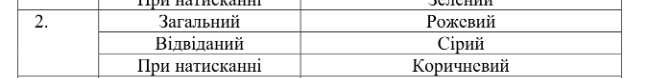 При натисканні Зелений
2. Загальний Рожевий
Відвіданий Сірий
При натисканні Коричневий